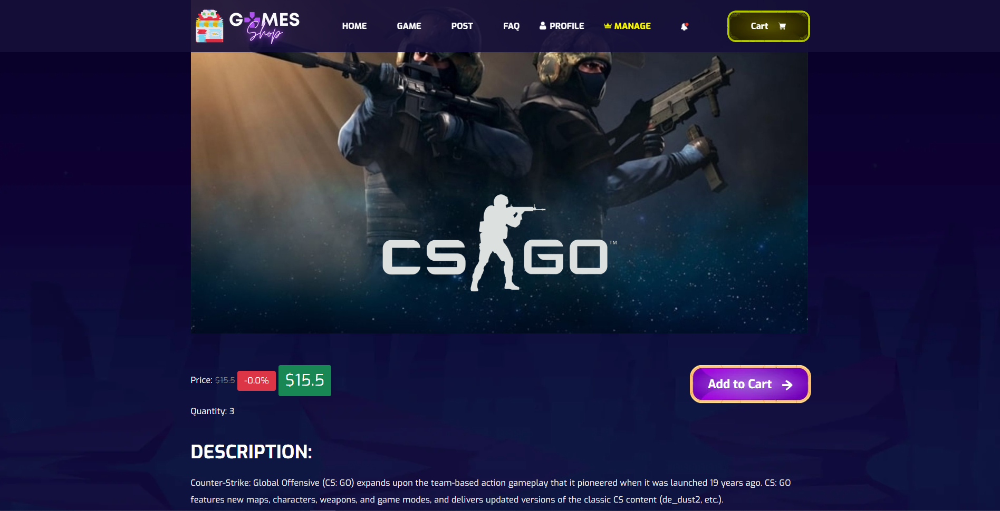 GAMES
Shop
HOME
GAME
POST
FAQ
PROFILE
MANAGE
Cart
CS GO™
Price: $15.5 -0.0% $15.5
Add to Cart
Quantity: 3
DESCRIPTION:
Counter-Strike: Global Offensive (CS: GO) expands upon the team-based action gameplay that it pioneered when it was launched 19 years ago. CS: GO
features new maps, characters, weapons, and game modes, and delivers updated versions of the classic CS content (de_dust2, etc.).